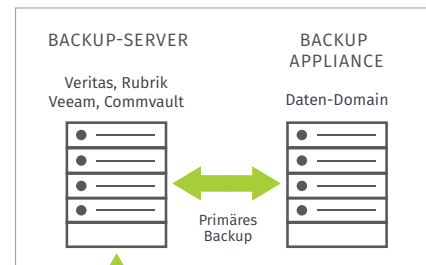 BACKUP-SERVER
Veritas, Rubrik
Veeam, Commvault
BACKUP
APPLIANCE
Daten-Domain
Primäres
Backup